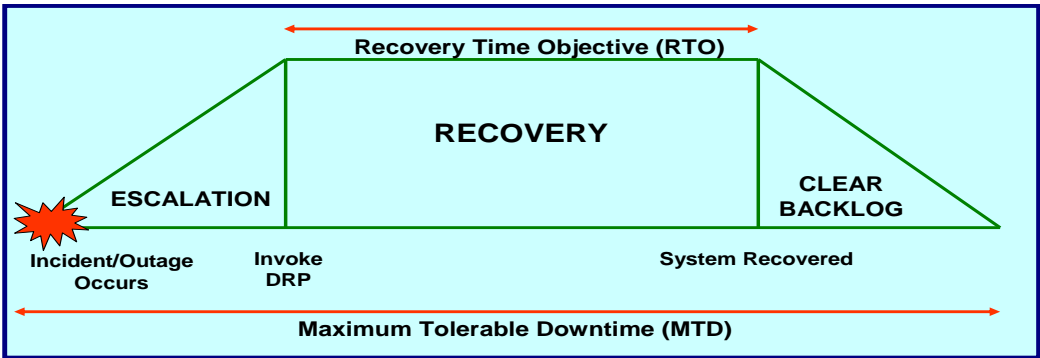 Recovery Time Objective (RTO)
RECOVERY
ESCALATION
CLEAR
BACKLOG
Incident/Outage
Occurs
Invoke
DRP
System Recovered
Maximum Tolerable Downtime (MTD)